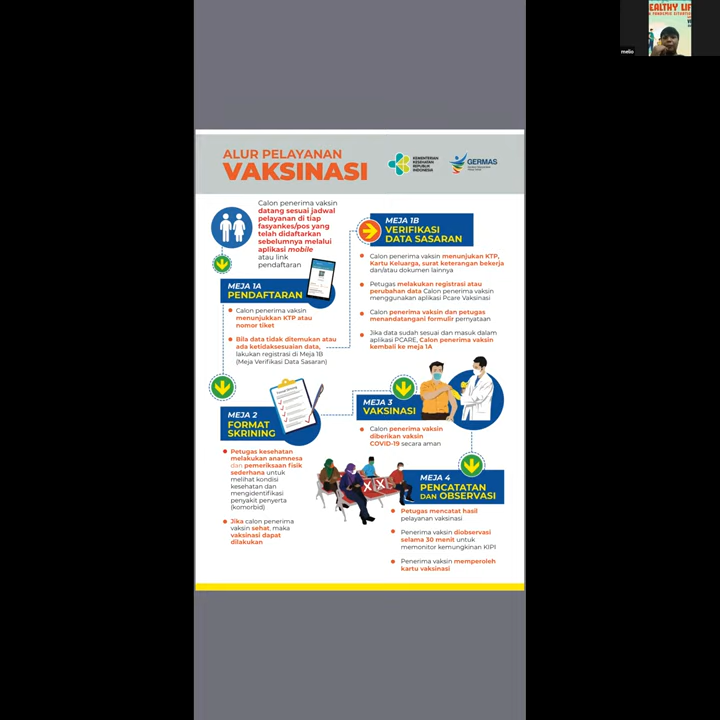 EALTHY LI
melio
ALUR PELAYANAN
VAKSINASI
KEMENTERIAN
KESEHATAN
REPUBLIK
INDONESIA
GERMAS
Calon penerima vaksin
datang sesuai jadwal
pelayanan di tiap
fasyankes/pos yang
telah didaftarkan
sebelumnya melalui
aplikasi mobile
atau link
pendaftaran
MEJA 1A
PENDAFTARAN
Calon penerima vaksin
menunjukkan KTP atau
nomor tiket
Bila data tidak ditemukan atau
ada ketidaksesuaian data,
lakukan registrasi di Meja 1B
(Meja Verifikasi Data Sasaran)
MEJA 1B
VERIFIKASI
DATA SASARAN
Calon penerima vaksin menunjukan KTP,
Kartu Keluarga, surat keterangan bekerja
dan/atau dokumen lainnya
Petugas melakukan registrasi atau
perubahan data Calon penerima vaksin
menggunakan aplikasi Pcare Vaksinasi
Calon penerima vaksin dan petugas
menandatangani formulir pernyataan
Jika data sudah sesuai dan masuk dalam
aplikasi PCARE, Calon penerima vaksin
kembali ke meja 1A
MEJA 2
FORMAT
SKRINING
Petugas kesehatan
melakukan anamnesa
dan pemeriksaan fisik
sederhana untuk
melihat kondisi
kesehatan dan
mengidentifikasi
penyakit penyerta
(komorbid)
Jika calon penerima
vaksin sehat, maka
vaksinasi dapat
dilakukan
MEJA 3
VAKSINASI
Calon penerima vaksin
diberikan vaksin
COVID-19 secara aman
MEJA 4
PENCATATAN
DAN OBSERVASI
Petugas mencatat hasil
pelayanan vaksinasi
Penerima vaksin diobservasi
selama 30 menit untuk
memonitor kemungkinan KIPI
Penerima vaksin memperoleh
kartu vaksinasi